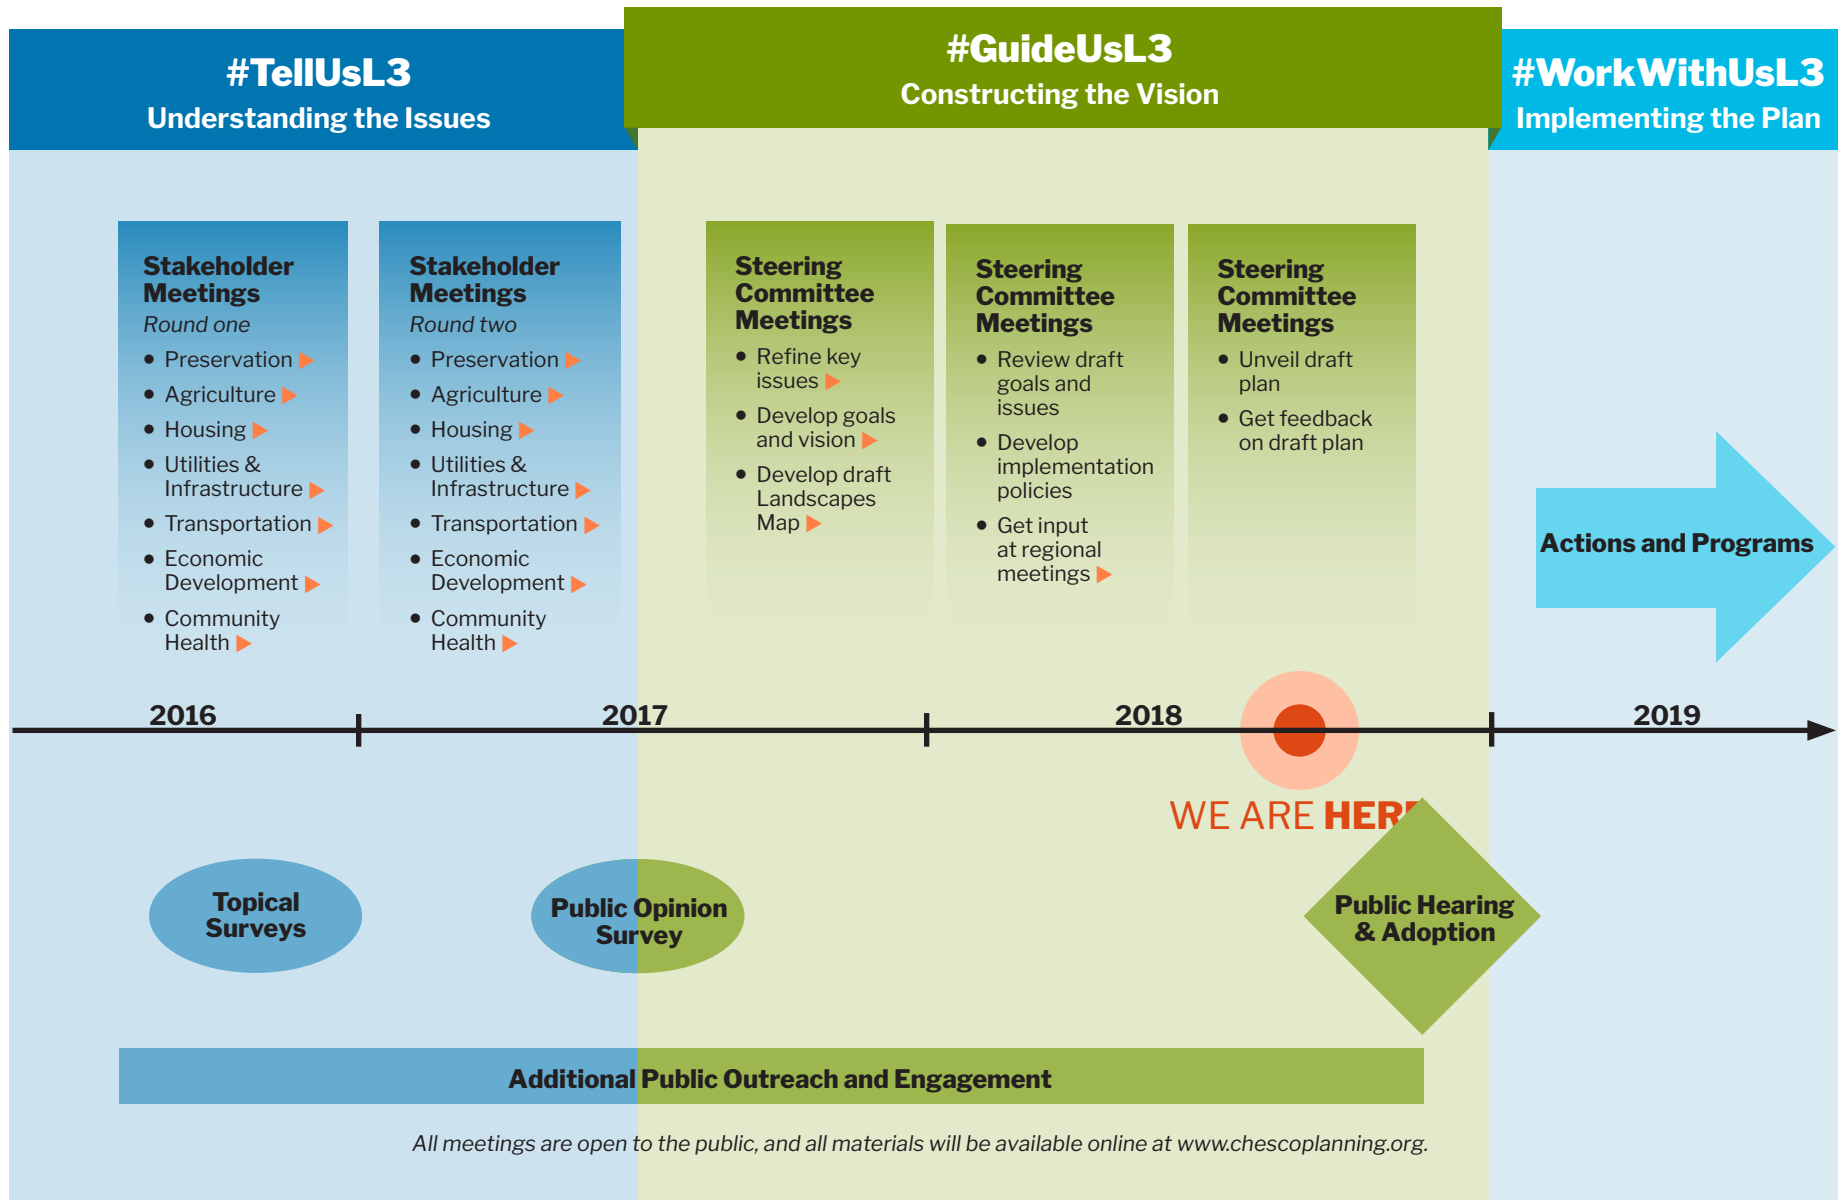 #TellUsL3
Understanding the Issues
#GuideUsL3
Constructing the Vision
#WorkWithUsL3
Implementing the Plan
Stakeholder
Meetings
Round one
• Preservation
• Agriculture
• Housing
• Utilities &
Infrastructure
• Transportation
• Economic
Development
• Community
Health
Stakeholder
Meetings
Round two
• Preservation
• Agriculture
• Housing
• Utilities &
Infrastructure
• Transportation
• Economic
Development
• Community
Health
Steering
Committee
Meetings
• Refine key
issues
• Develop goals
and vision
• Develop draft
Landscapes
Map
Steering
Committee
Meetings
• Review draft
goals and
issues
• Develop
implementation
policies
• Get input
at regional
meetings
Steering
Committee
Meetings
• Unveil draft
plan
• Get feedback
on draft plan
Actions and Programs
2016
2017
2018
2019
WE ARE HERE
Topical
Surveys
Public Opinion
Survey
Public Hearing
& Adoption
Additional Public Outreach and Engagement
All meetings are open to the public, and all materials will be available online at www.chescoplanning.org.